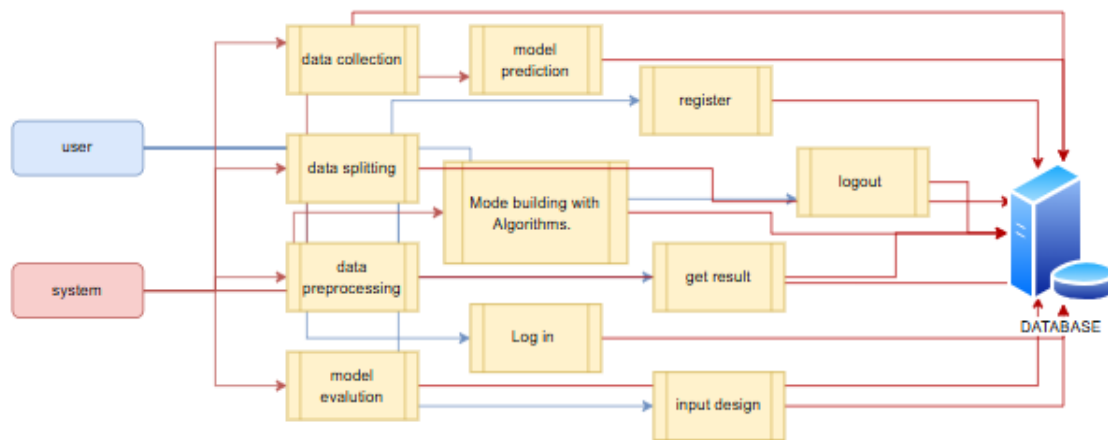 data collection
model
prediction
register
user
data splitting
Mode building with
Algorithms.
logout
system
data
preprocessing
get result
Log in
DATABASE
model
evalution
input design